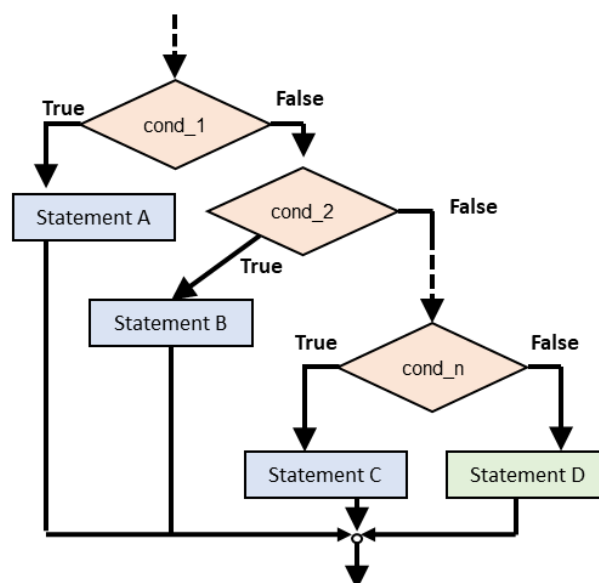 True
False
cond_1
Statement A
cond_2
False
True
Statement B
True
False
cond_n
Statement C
Statement D